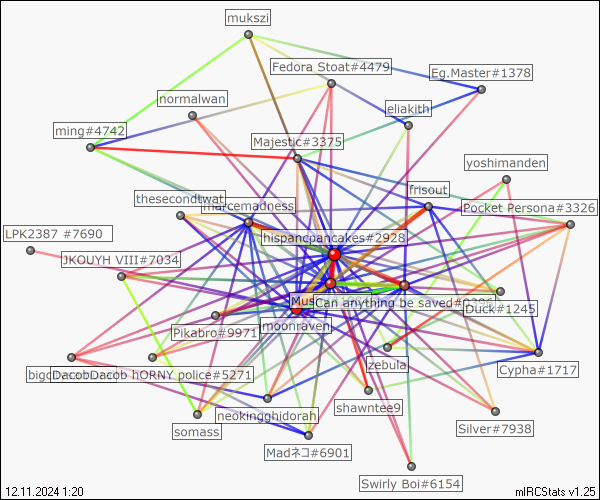 mukszi
Fedora Stoat#4479
Eg.Master#1378
normalwan
eliakith
ming#4742
Majestic#3375
yoshimanden
thesecondtwat
marcemadness
frisout
Pocket Persona#3326
LPK2387 #7690
hispancpancakes#2928
JKOUYH VIII#7034
Can anything be saved
Duck#1245
Pikabro#9971
moonraven
zebula
Cypha#1717
DacobDacob
hORNY police#5271
shawntee9
neokingghidorah
somass
Silver#7938
Madネコ#6901
Swirly Boi#6154
12.11.2024 1:20
mIRCStats v1.25